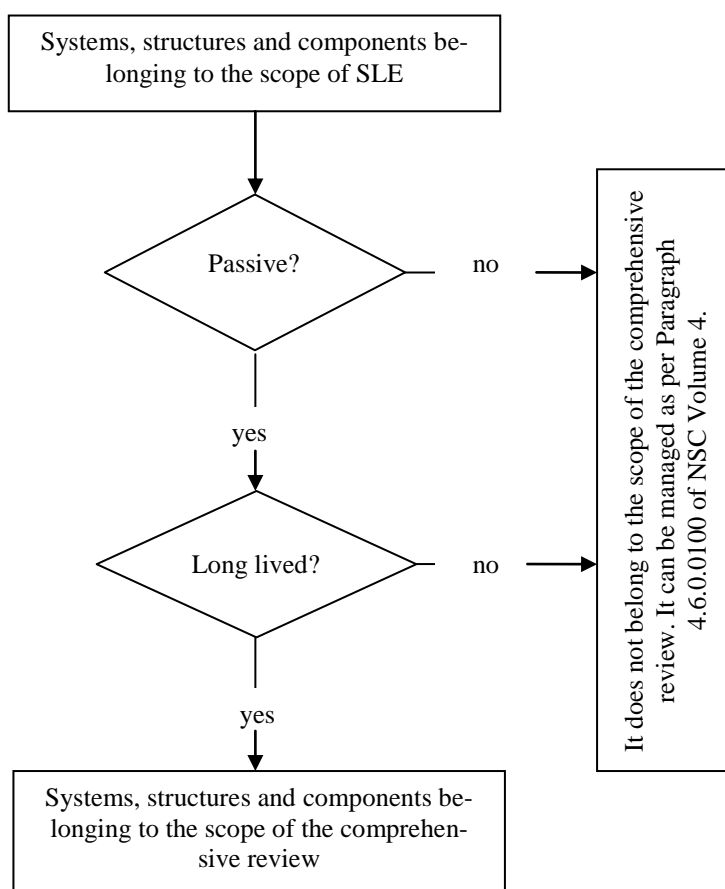 Systems, structures and components be-
longing to the scope of SLE
Passive?
no
yes
Long lived?
no
yes
Systems, structures and components be-
longing to the scope of the comprehen-
sive review
It does not belong to the scope of the comprehensive
review. It can be managed as per Paragraph
4.6.0.0100 of NSC Volume 4.